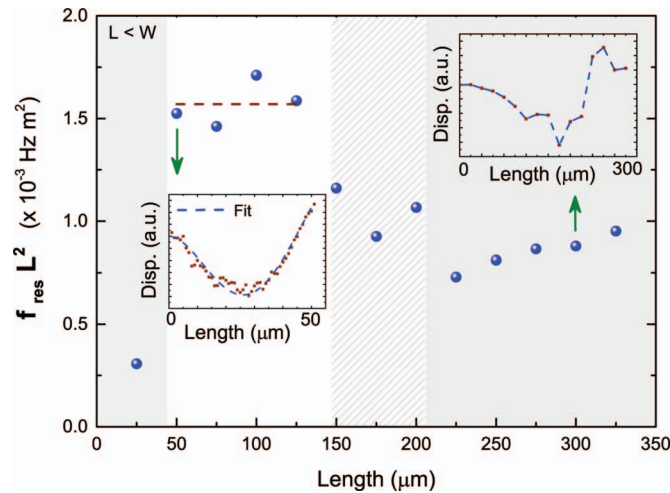 L < W
2.0
1.5
1.0
0.5
0.0
f res L² (x 10⁻³ Hz m²)
0 50 100 150 200 250 300 350
Length (μm)
Disp. (a.u.)
Fit
0 50
Length (μm)
Disp. (a.u.)
0 300
Length (μm)